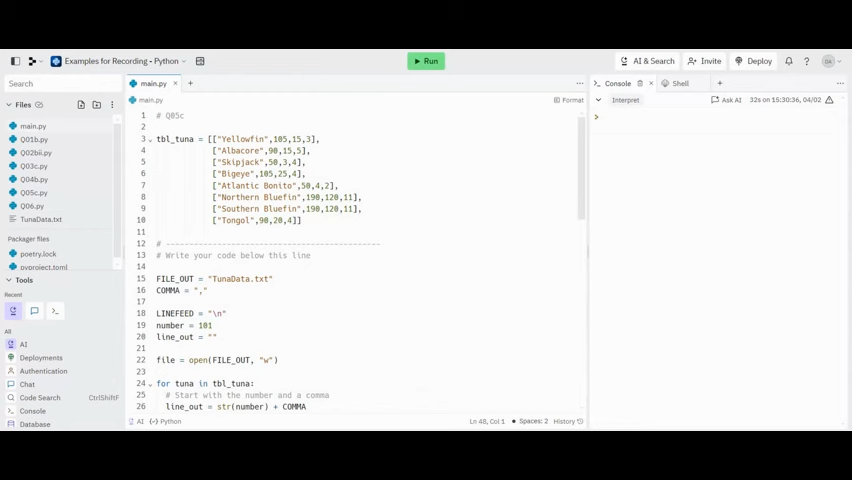 Examples for Recording - Python
Run
AI & Search
Invite
Deploy
DA
Search
Files
main.py
Q01b.py
Q02bii.py
Q03c.py
Q04b.py
Q05c.py
Q06.py
TunaData.txt
Packager files
poetry.lock
pyproject.toml
Tools
Recent
All
AI
Deployments
Authentication
Chat
Code Search CtrlShiftF
Console
Database
main.py
main.py
Format
1 # Q05c
2
3 tbl_tuna = [["Yellowfin",105,15,3],
4 ["Albacore",90,15,5],
5 ["Skipjack",50,3,4],
6 ["Bigeye",105,25,4],
7 ["Atlantic Bonito",50,4,2],
8 ["Northern Bluefin",190,120,11],
9 ["Southern Bluefin",190,120,11],
10 ["Tongol",90,20,4]]
11
12 # --------------------------------------------
13 # Write your code below this line
14
15 FILE_OUT = "TunaData.txt"
16 COMMA = ","
17
18 LINEFEED = "\n"
19 number = 101
20 line_out = ""
21
22 file = open(FILE_OUT, "w")
23
24 for tuna in tbl_tuna:
25 # Start with the number and a comma
26 line_out = str(number) + COMMA
AI Python
Ln 40, Col 1 Spaces: 2 History
Console
Shell
Interpret
Ask AI 32s on 15:30:36, 04/02
>